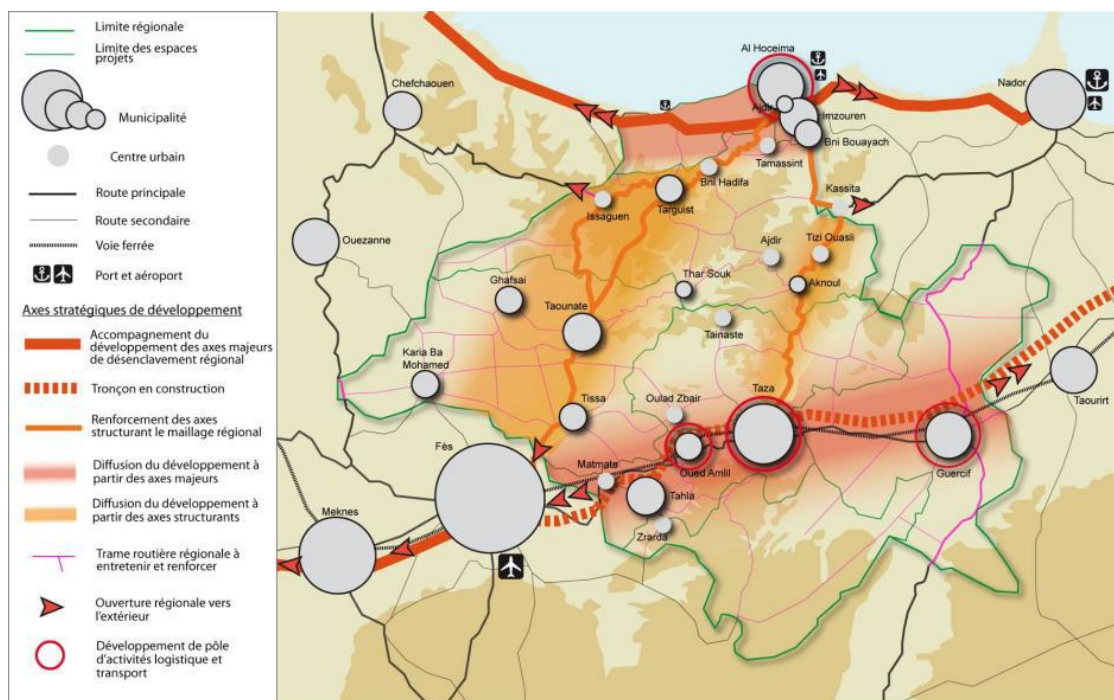 Limite régionale
Limite des espaces
projets
Municipalité
Centre urbain
Route principale
Route secondaire
Voie ferrée
Port et aéroport
Axes stratégiques de développement
Accompagnement du
développement des axes majeurs
de désenclavement régional
Tronçon en construction
Renforcement des axes
structurant le maillage régional
Diffusion du développement à
partir des axes majeurs
Diffusion du développement à
partir des axes structurants
Trame routière régionale à
entretenir et renforcer
Ouverture régionale vers
l'extérieur
Développement de pôle
d'activités logistique et
transport
Al Hoceima
Chefchaouen
Nador
Ajdir
Imzouren
Bni Bouayach
Tamassint
Bni Hadifa
Kassita
Targuist
Issaguen
Ouezanne
Ajdir
Tizi Ouasli
Ghafsai
Thar Souk
Aknoul
Taounate
Tainaste
Karia Ba
Mohamed
Taza
Taourirt
Tissa
Oulad Zbair
Fès
Matmata
Oued Amlil
Guercif
Tahla
Meknes
Zrarda